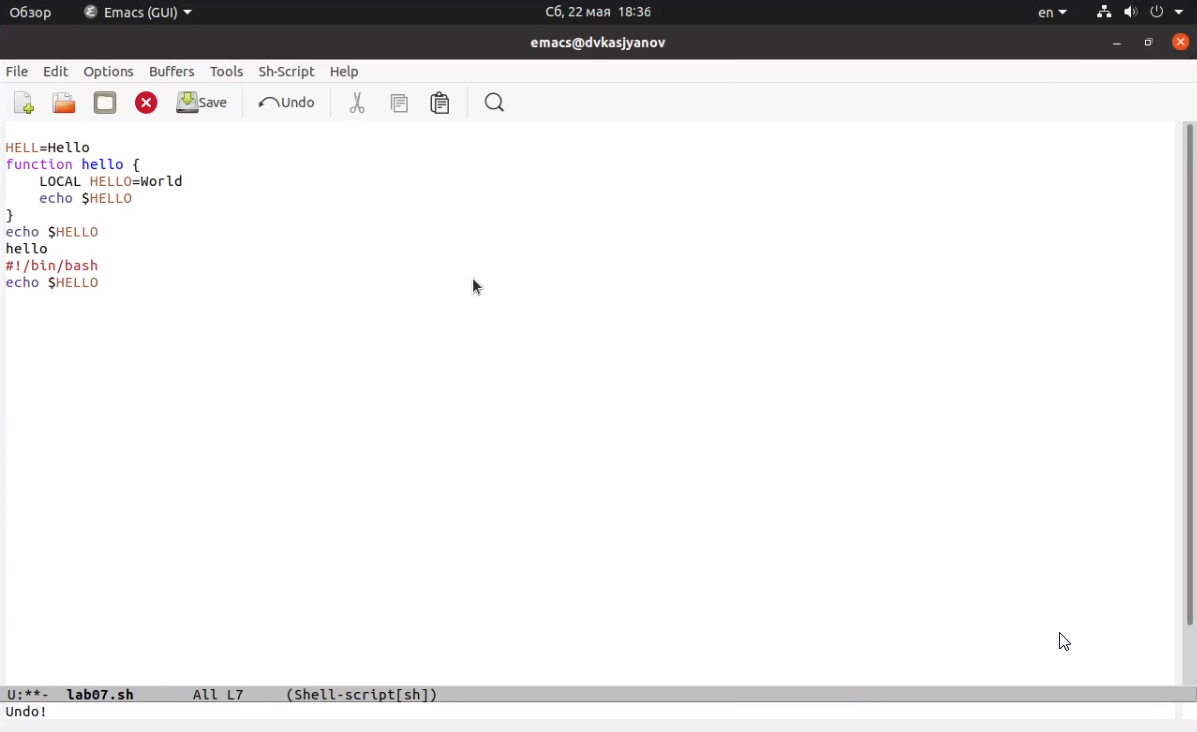 Обзор Emacs (GUI) Сб, 22 мая 18:36 en
emacs@dvkasjyanov
File Edit Options Buffers Tools Sh-Script Help
Save Undo
HELL=Hello
function hello {
    LOCAL HELLO=World
    echo $HELLO
}
echo $HELLO
hello
#!/bin/bash
echo $HELLO
U:**- lab07.sh All L7 (Shell-script[sh])
Undo!